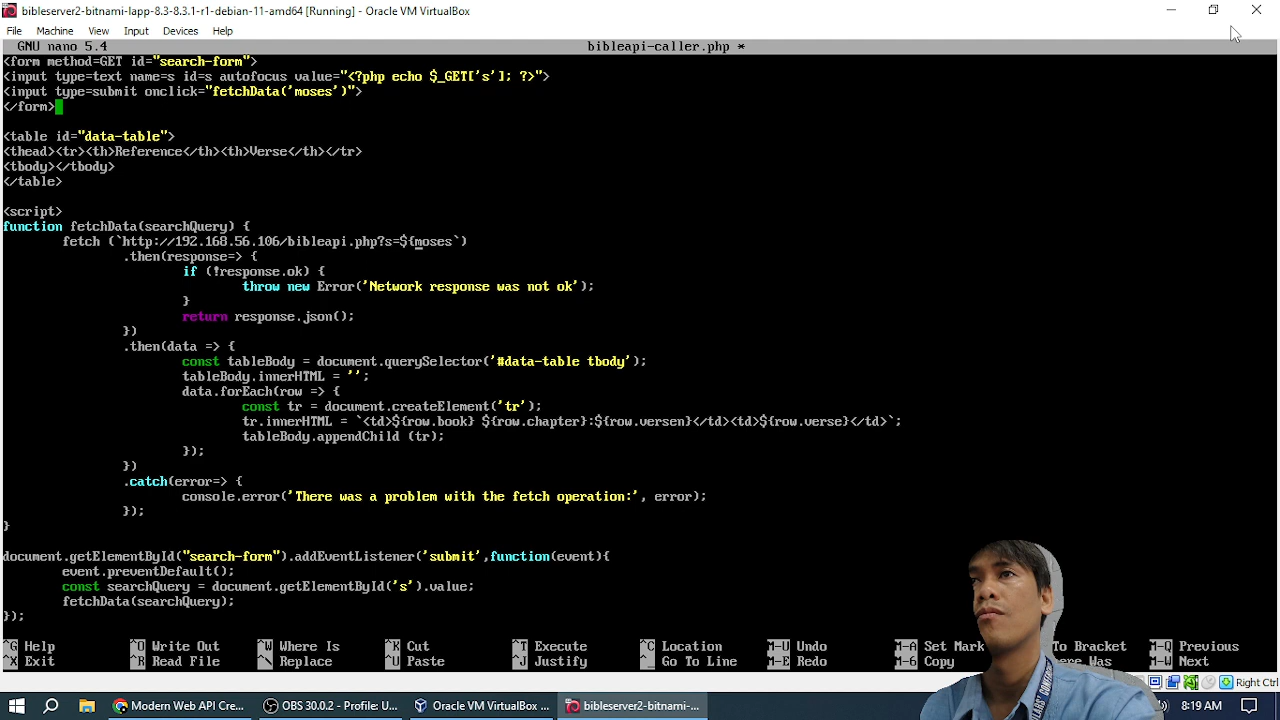 bibleserver2-bitnami-lapp-8.3-8.3.1-r1-debian-11-amd64 [Running] - Oracle VM VirtualBox
File Machine View Input Devices Help
GNU nano 5.4 bibleapi-caller.php *
<form method=GET id="search-form">
<input type=text name=s id=s autofocus value="<?php echo $_GET['s']; ?>">
<input type=submit onclick="fetchData('moses')">
</form>
<table id="data-table">
<thead><tr><th>Reference</th><th>Verse</th></tr>
<tbody></tbody>
</table>
<script>
function fetchData(searchQuery) {
fetch (`http://192.168.56.106/bibleapi.php?s=${moses`)
.then(response=> {
if (!response.ok) {
throw new Error('Network response was not ok');
}
return response.json();
})
.then(data => {
const tableBody = document.querySelector('#data-table tbody');
tableBody.innerHTML = '';
data.forEach(row => {
const tr = document.createElement('tr');
tr.innerHTML = `<td>${row.book} ${row.chapter}:${row.versen}</td><td>${row.verse}</td>`;
tableBody.appendChild (tr);
});
})
.catch(error=> {
console.error('There was a problem with the fetch operation:', error);
});
}
document.getElementById("search-form").addEventListener('submit',function(event){
event.preventDefault();
const searchQuery = document.getElementById('s').value;
fetchData(searchQuery);
});
^G Help ^O Write Out ^W Where Is ^K Cut ^T Execute ^C Location M-U Undo M-A Set Mark To Bracket M-Q Previous
^X Exit ^R Read File ^\ Replace ^U Paste ^J Justify ^_ Go To Line M-E Redo M-6 Copy Was M-W Next
Right Ctrl
Modern Web API Cre... OBS 30.0.2 - Profile: U... Oracle VM VirtualBox ... bibleserver2-bitnami-... 8:19 AM